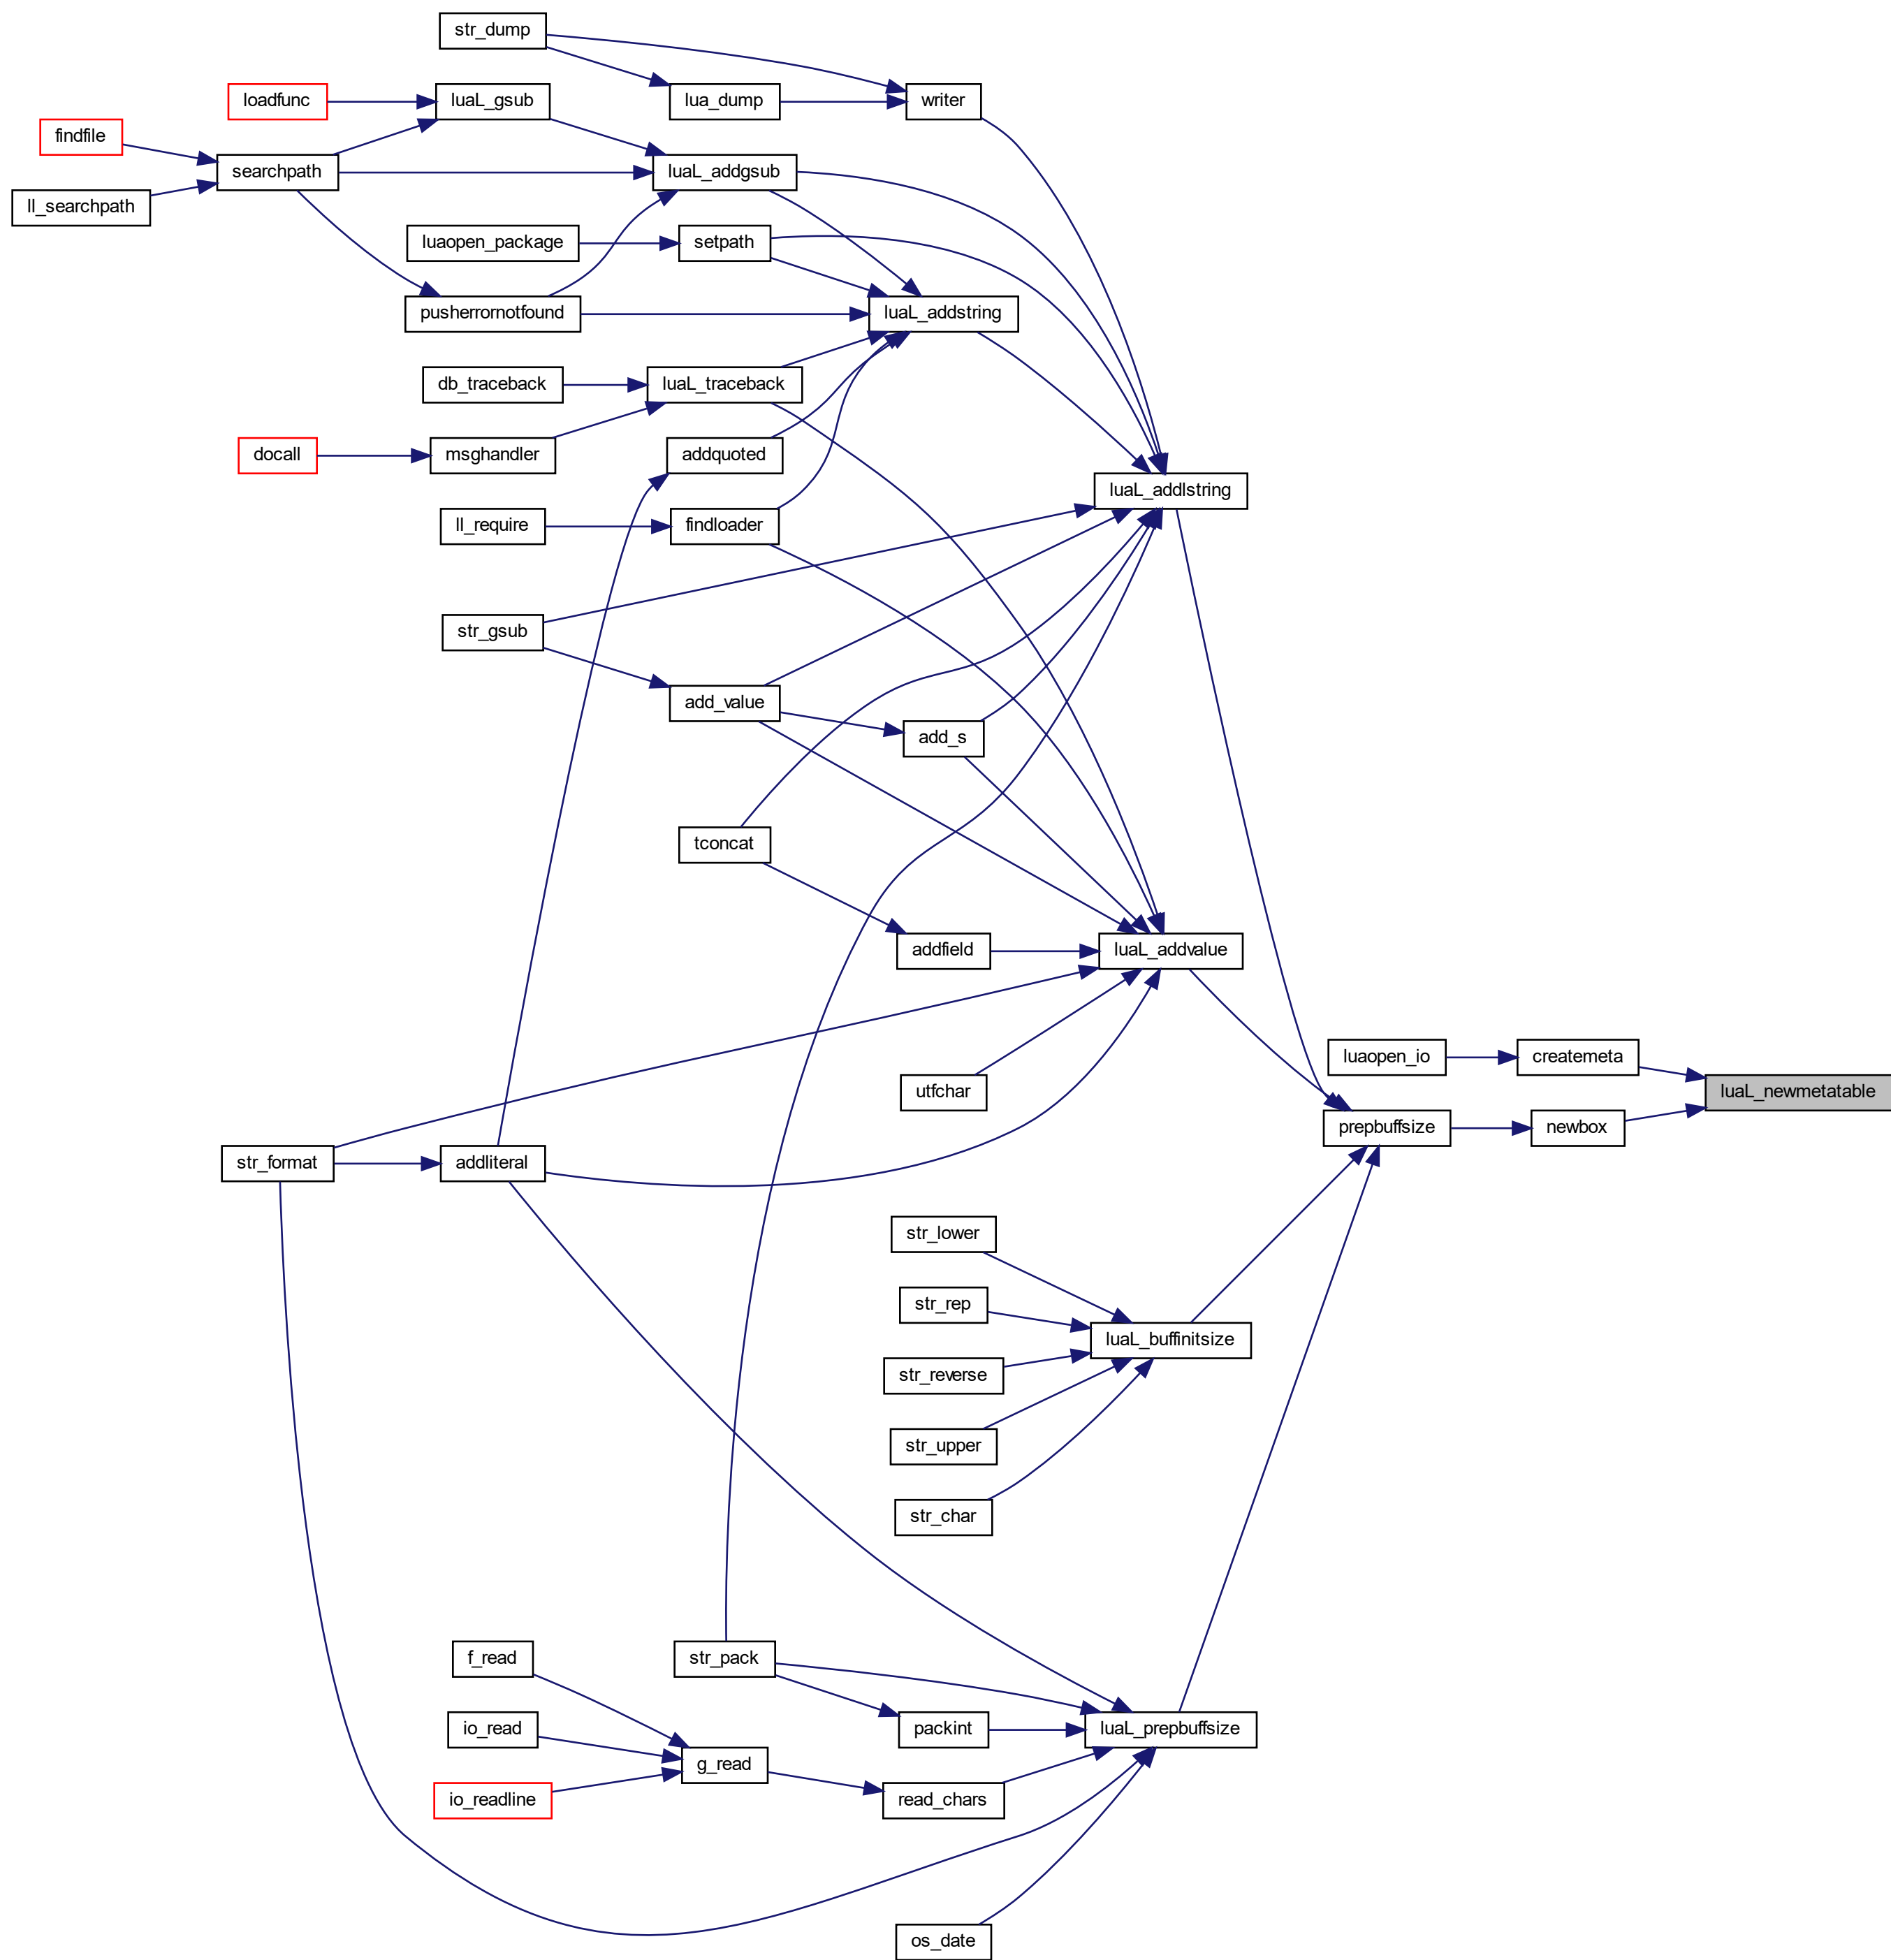 str_dump
loadfunc
luaL_gsub
lua_dump
writer
findfile
searchpath
luaL_addgsub
ll_searchpath
luaopen_package
setpath
pusherrornotfound
luaL_addstring
db_traceback
luaL_traceback
docall
msghandler
addquoted
luaL_addlstring
ll_require
findloader
str_gsub
add_value
add_s
tconcat
addfield
luaL_addvalue
utfchar
luaopen_io
createmeta
luaL_newmetatable
prepbuffsize
newbox
str_format
addliteral
str_lower
str_rep
luaL_buffinitsize
str_reverse
str_upper
str_char
f_read
str_pack
io_read
packint
luaL_prepbuffsize
g_read
io_readline
read_chars
os_date